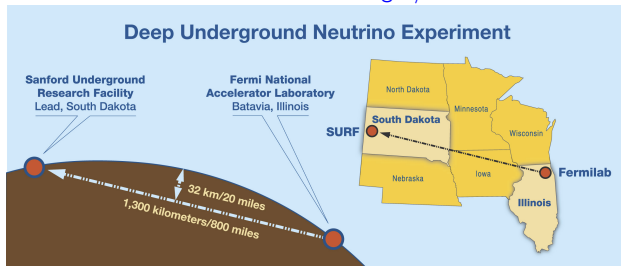 Deep Underground Neutrino Experiment
Sanford Underground
Research Facility
Lead, South Dakota
Fermi National
Accelerator Laboratory
Batavia, Illinois
32 km/20 miles
1,300 kilometers/800 miles
North Dakota
Minnesota
South Dakota
SURF
Wisconsin
Nebraska
Iowa
Fermilab
Illinois